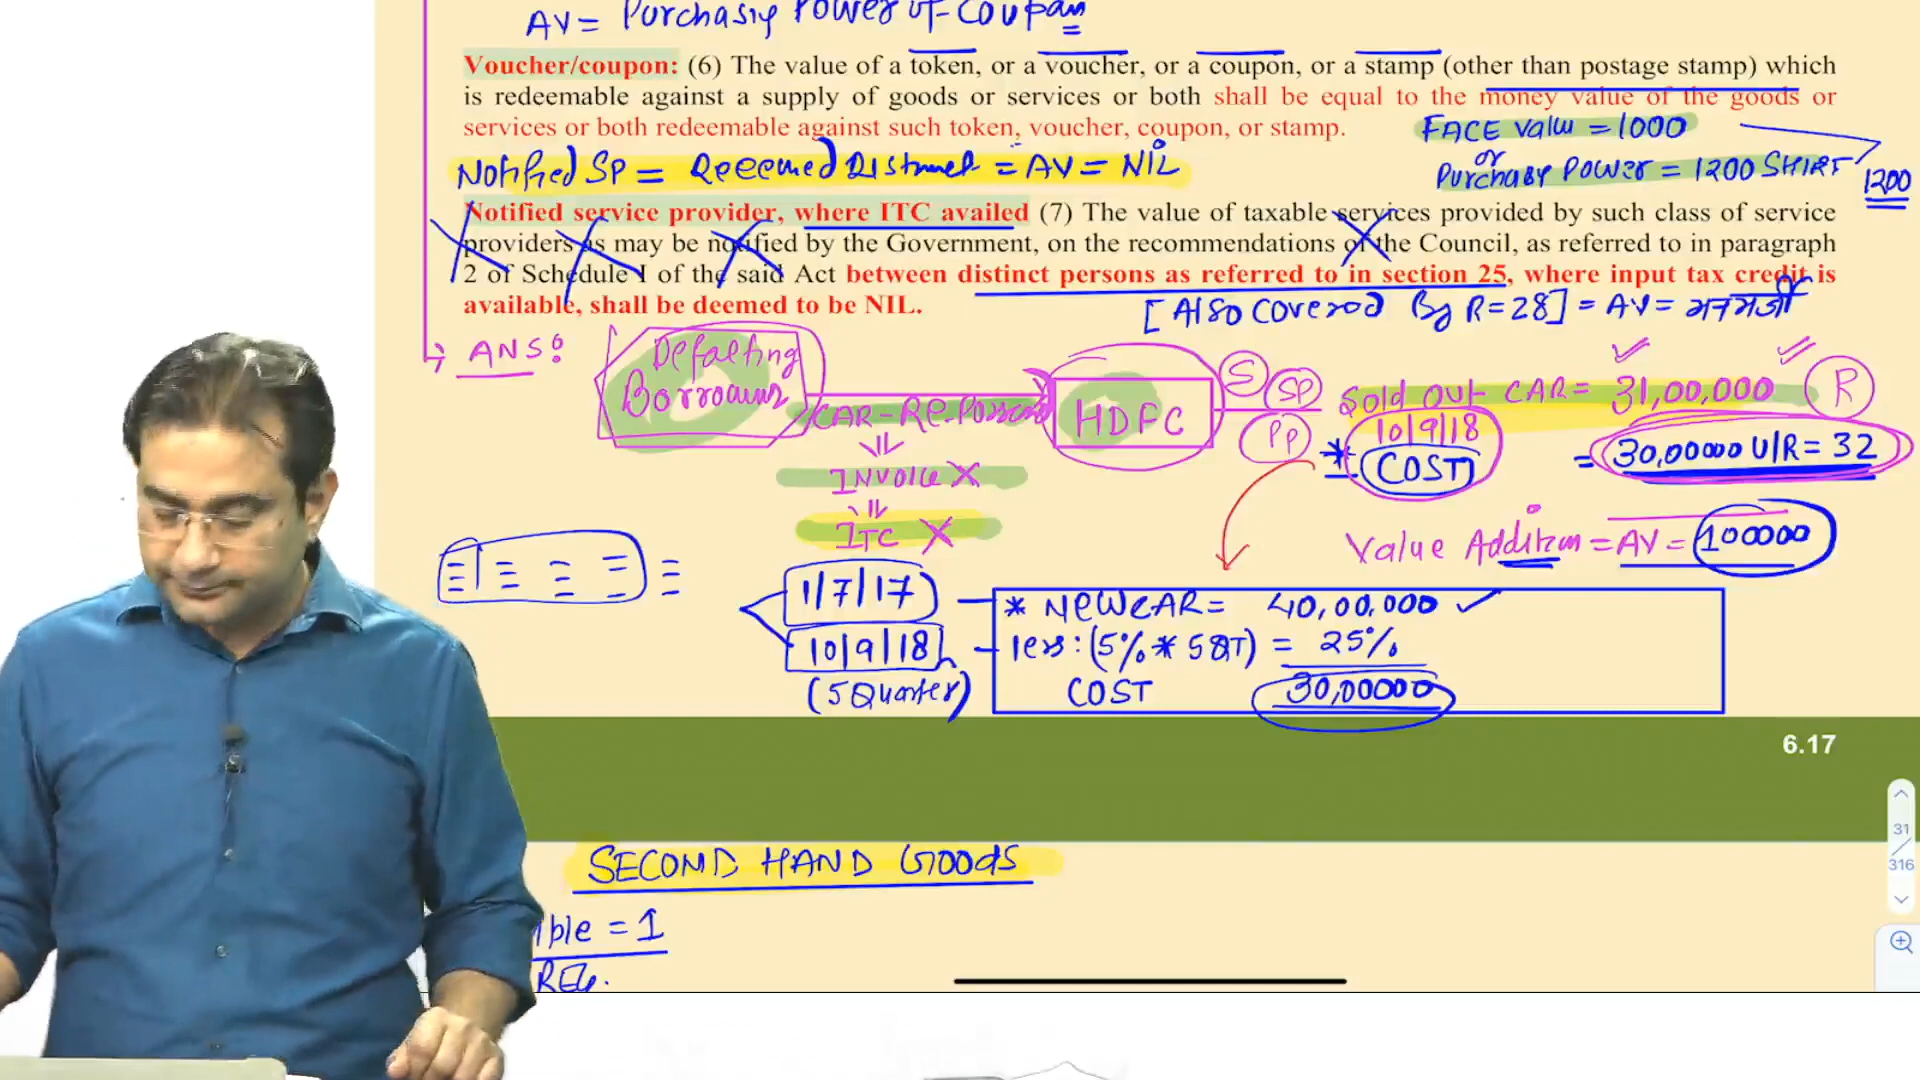 AV = Purchasing Power of Coupan
Voucher/coupon: (6) The value of a token, or a voucher, or a coupon, or a stamp (other than postage stamp) which
is redeemable against a supply of goods or services or both shall be equal to the money value of the goods or
services or both redeemable against such token, voucher, coupon, or stamp.
FACE Value = 1000
or
Purchasy Power = 1200 SHIRT
1200
Notified SP = Deeemed Distinct = AV = NIL
Notified service provider, where ITC availed (7) The value of taxable services provided by such class of service
providers as may be notified by the Government, on the recommendations of the Council, as referred to in paragraph
2 of Schedule I of the said Act between distinct persons as referred to in section 25, where input tax credit is
available, shall be deemed to be NIL.
[Also Covered By R=28] = AV = मनमर्जी
ANS:
Defaulting
Borrowers
CAR-Re.Possess
HDFC
S
SP
PP
Sold Out CAR = 31,00,000
R
10/9/18
* COST
= 30,00000 U/R = 32
INVOICE X
ITC X
Value Addition = AV = 100000
1/7/17
10/9/18
(5 Quarter)
* NEW CAR = 40,00,000 ✓
less: (5% * 5 QT) = 25%
COST 30,00000
6.17
31
316
SECOND HAND GOODS
ble = 1
REG.